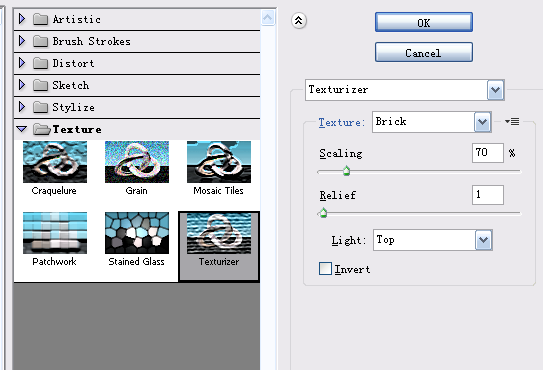 Artistic
Brush Strokes
Distort
Sketch
Stylize
Texture
Craquelure
Grain
Mosaic Tiles
Patchwork
Stained Glass
Texturizer
OK
Cancel
Texturizer
Texture: Brick
Scaling 70 %
Relief 1
Light: Top
Invert